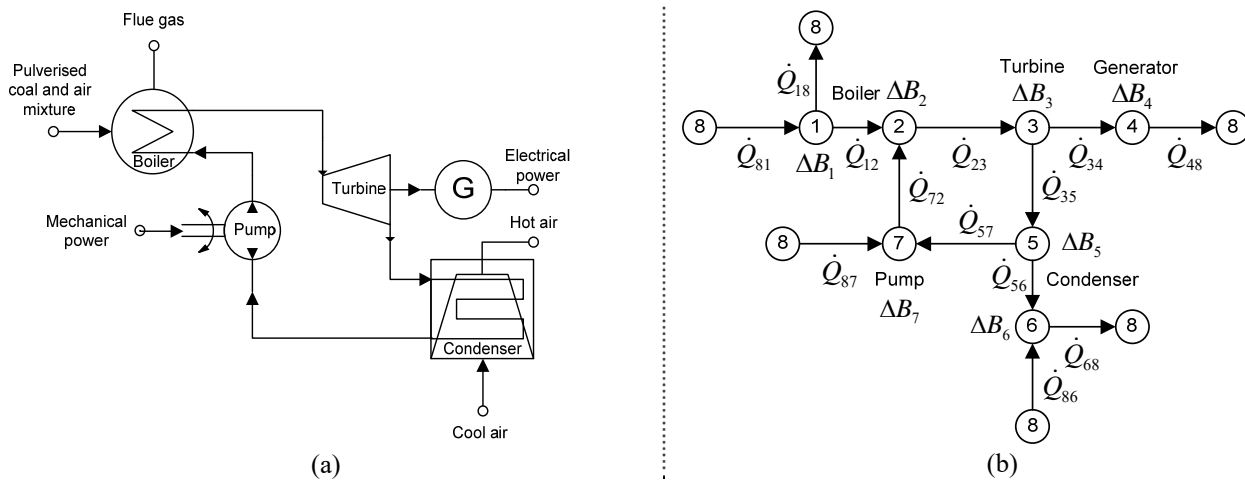 Flue gas
Pulverised
coal and air
mixture
Boiler
Turbine
G
Electrical
power
Hot air
Mechanical
power
Pump
Condenser
Cool air
(a)
8
Q̇₁₈
Boiler ΔB₂
Turbine
ΔB₃
Generator
ΔB₄
8 1 2 3 4 8
Q̇₈₁ ΔB₁ Q̇₁₂ Q̇₂₃ Q̇₃₄ Q̇₄₈
Q̇₇₂ Q̇₃₅
Q̇₅₇
8 7 5 ΔB₅
Q̇₈₇ Q̇₅₆
Pump
ΔB₇
Condenser
ΔB₆ 6 8
Q̇₆₈
Q̇₈₆
8
(b)